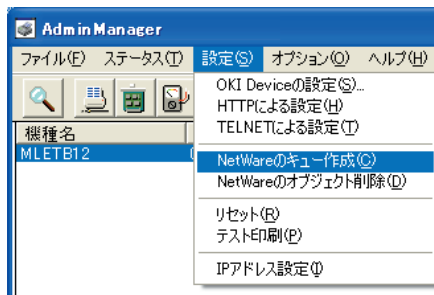 AdminManager
ファイル(F) ステータス(T) 設定(S) オプション(O) ヘルプ(H)
OKI Deviceの設定(S)...
HTTPによる設定(H)
TELNETによる設定(T)
機種名
MLETB12
NetWareのキュー作成(C)
NetWareのオブジェクト削除(D)
リセット(R)
テスト印刷(P)
IPアドレス設定(I)